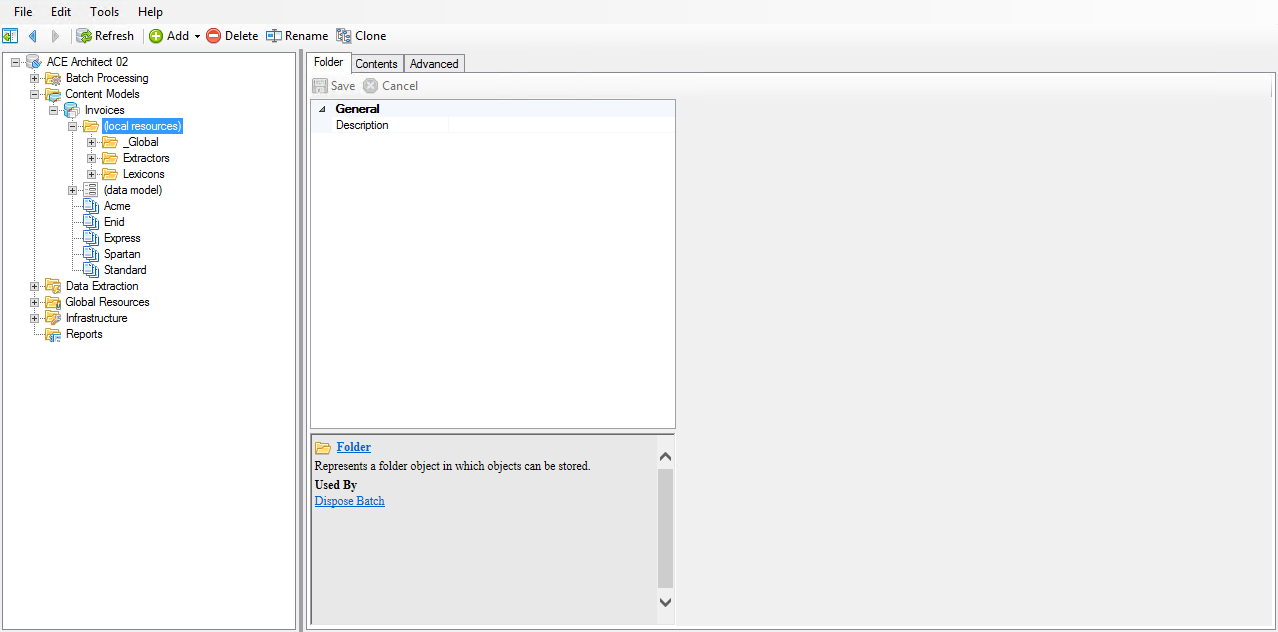 File Edit Tools Help
Refresh Add Delete Rename Clone
ACE Architect 02
Batch Processing
Content Models
Invoices
(local resources)
_Global
Extractors
Lexicons
(data model)
Acme
Enid
Express
Spartan
Standard
Data Extraction
Global Resources
Infrastructure
Reports
Folder Contents Advanced
Save Cancel
General
Description
Folder
Represents a folder object in which objects can be stored.
Used By
Dispose Batch